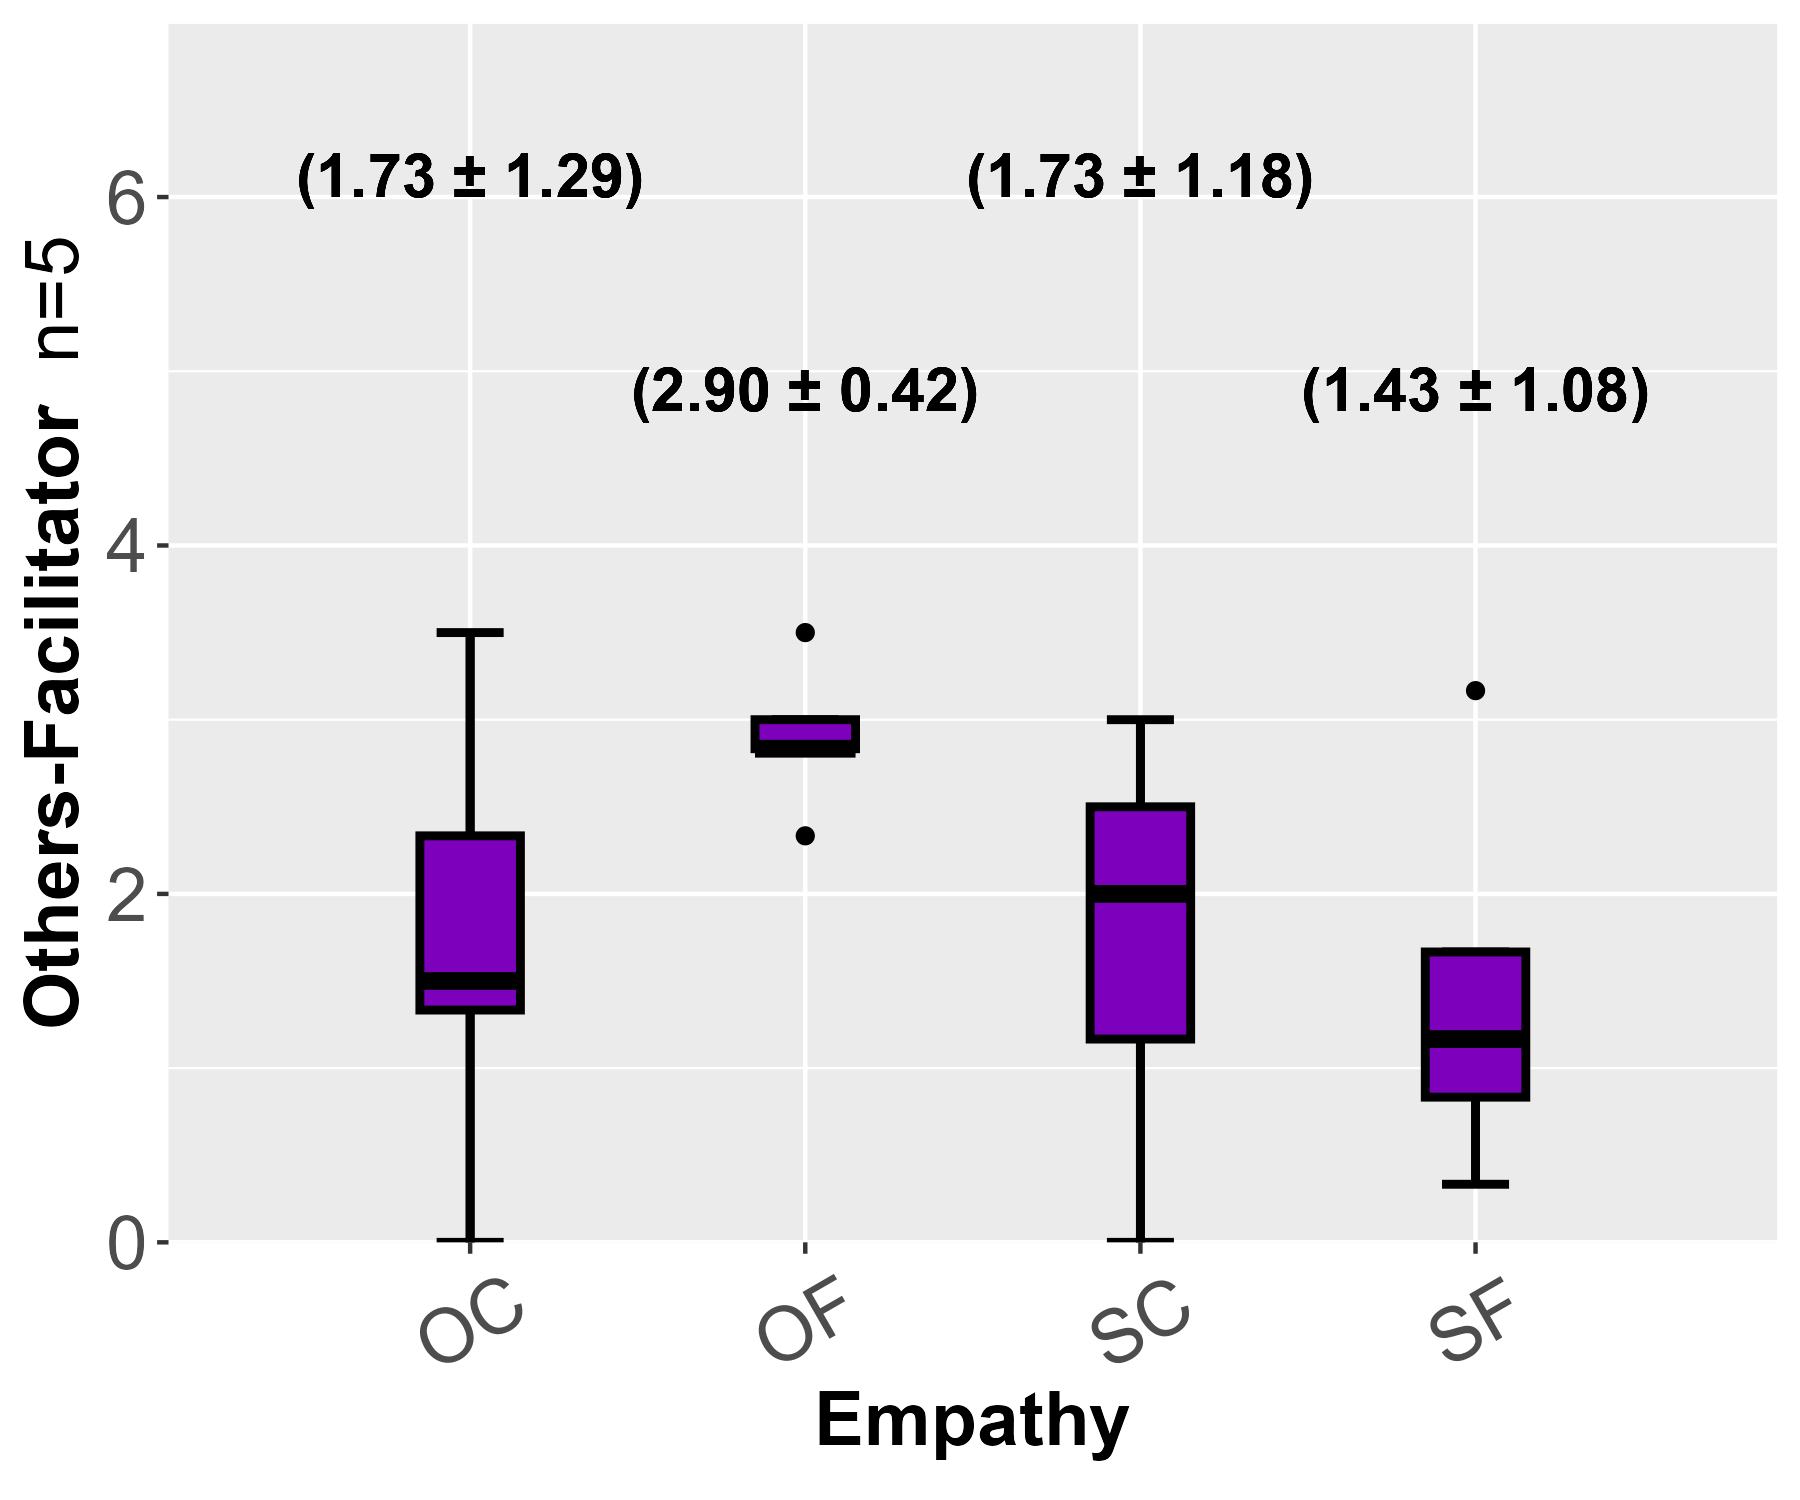 Others-Facilitator n=5
6
4
2
0
(1.73 ± 1.29)
(1.73 ± 1.18)
(2.90 ± 0.42)
(1.43 ± 1.08)
OC
OF
SC
SF
Empathy